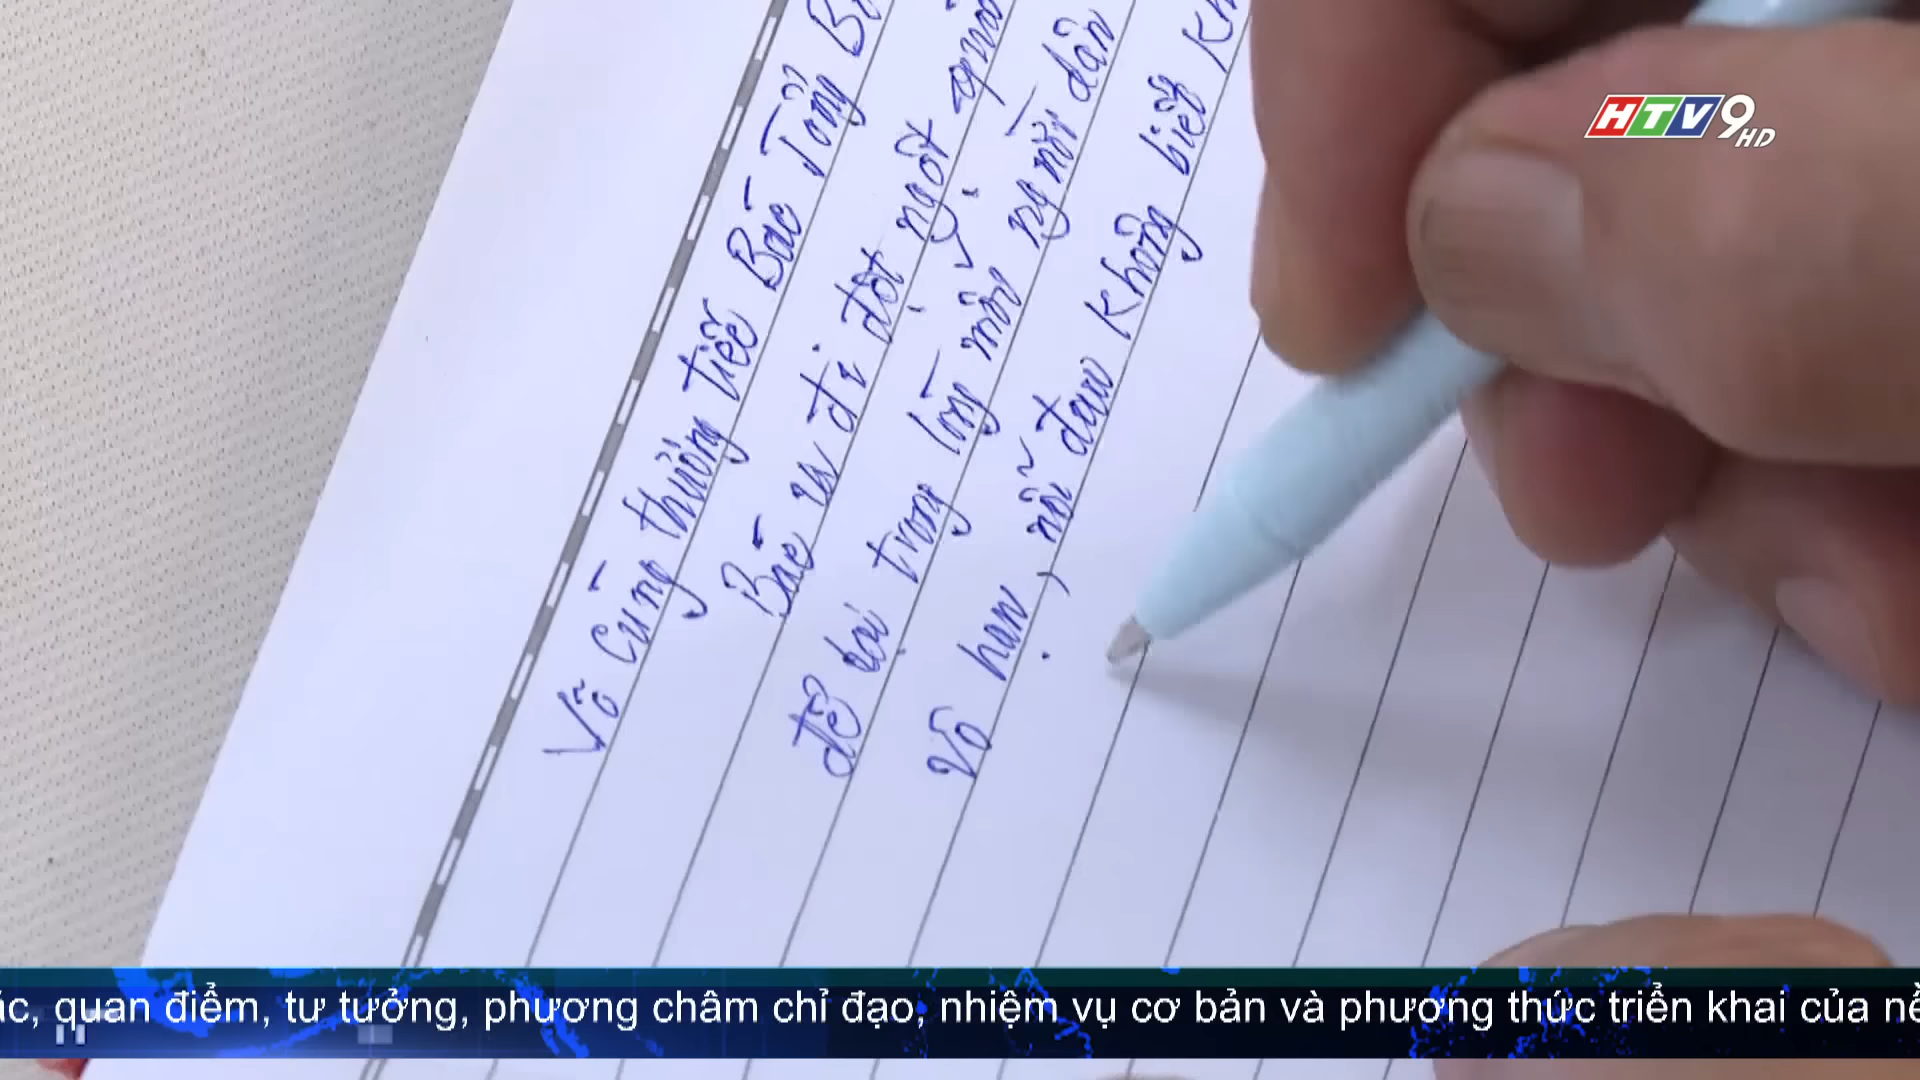 HTV9 HD
Vô cùng thương tiếc Bác Tổng
Bác ra đi đột ngột quá
để lại trong lòng mỗi người dân
vô hạn, nỗi đau không biết
ác, quan điểm, tư tưởng, phương châm chỉ đạo, nhiệm vụ cơ bản và phương thức triển khai của nề